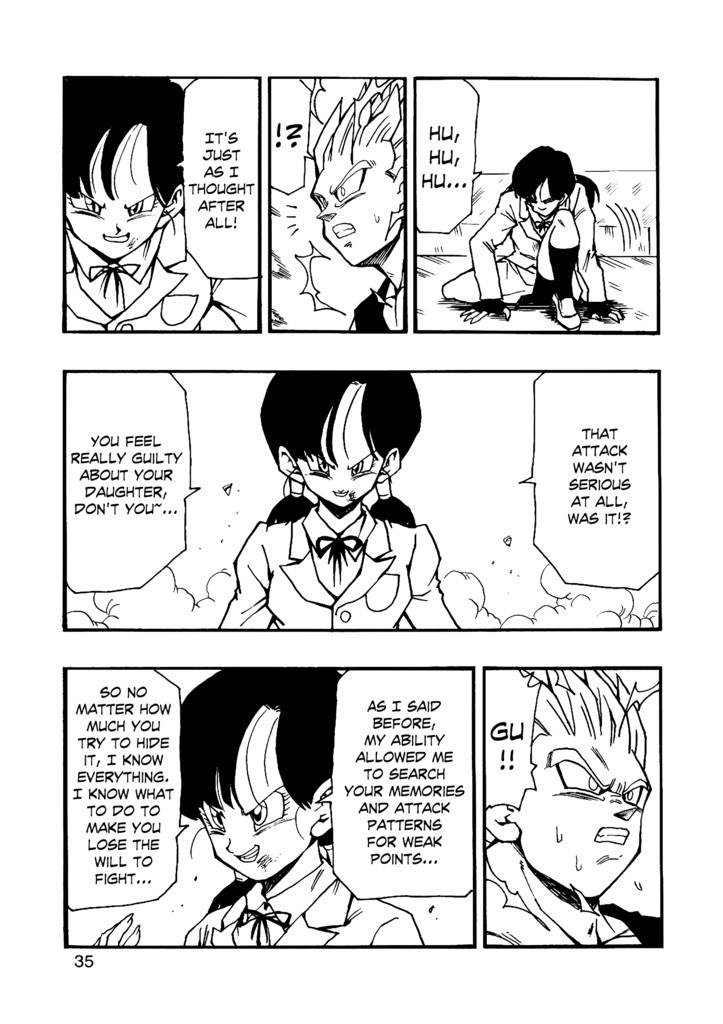 HU,
HU,
HU...
!?
IT'S
JUST
AS I
THOUGHT
AFTER
ALL!
THAT
ATTACK
WASN'T
SERIOUS
AT ALL,
WAS IT!?
YOU FEEL
REALLY GUILTY
ABOUT YOUR
DAUGHTER,
DON'T YOU~...
GU
!!
AS I SAID
BEFORE,
MY ABILITY
ALLOWED ME
TO SEARCH
YOUR MEMORIES
AND ATTACK
PATTERNS
FOR WEAK
POINTS...
SO NO
MATTER HOW
MUCH YOU
TRY TO HIDE
IT, I KNOW
EVERYTHING.
I KNOW WHAT
TO DO TO
MAKE YOU
LOSE THE
WILL TO
FIGHT...
35